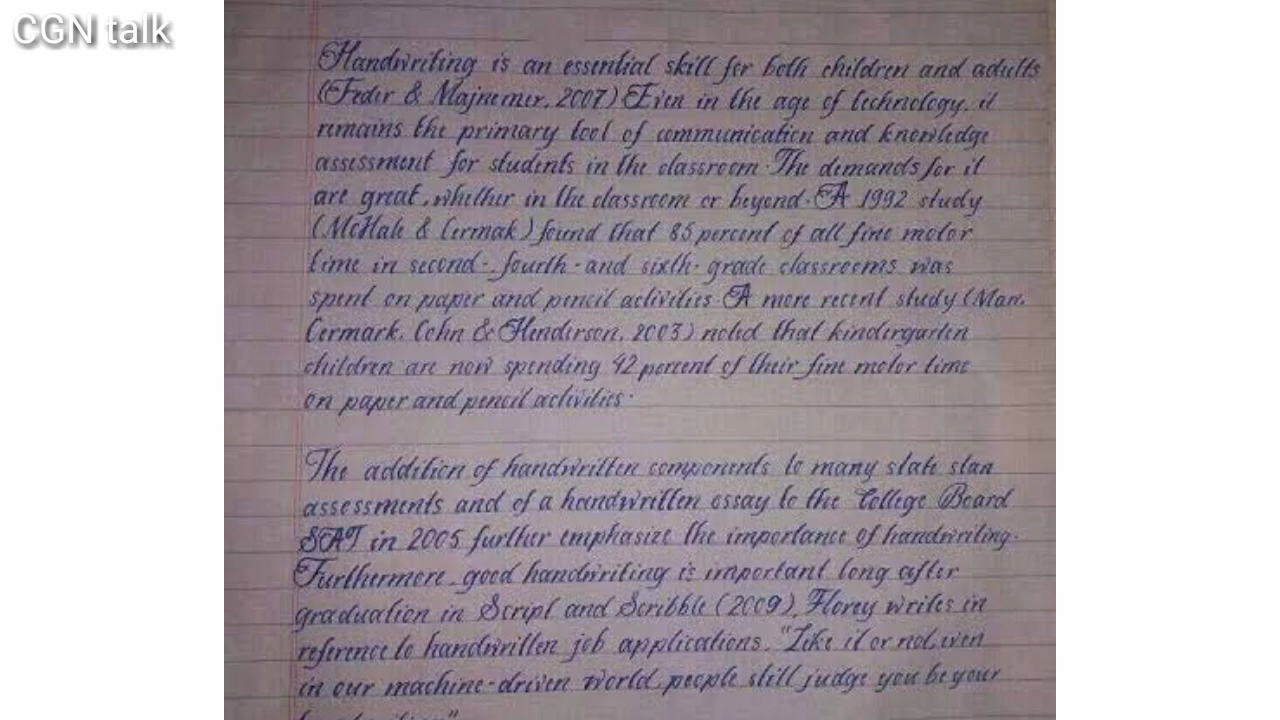 CGN talk
Handwriting is an essential skill for both children and adults
(Feder & Majnemer, 2007) Even in the age of technology, it
remains the primary tool of communication and knowledge
assessment for students in the classroom. The demands for it
are great, whether in the classroom or beyond. A 1992 study
(McHale & Cermak) found that 85 percent of all fine motor
time in second-, fourth-and sixth-grade classrooms was
spent on paper and pencil activities. A more recent study (Marr,
Cermark, Cohn & Henderson, 2003) noted that kindergarten
children are now spending 42 percent of their fine motor time
on paper and pencil activities.
The addition of handwritten components to many state stan
assessments and of a handwritten essay to the College Board
SAT in 2005 further emphasize the importance of handwriting.
Furthermore, good handwriting is important long after
graduation in Script and Scribble (2009), Florey writes in
reference to handwritten job applications, "Like it or not, even
in our machine-driven world, people still judge you be your